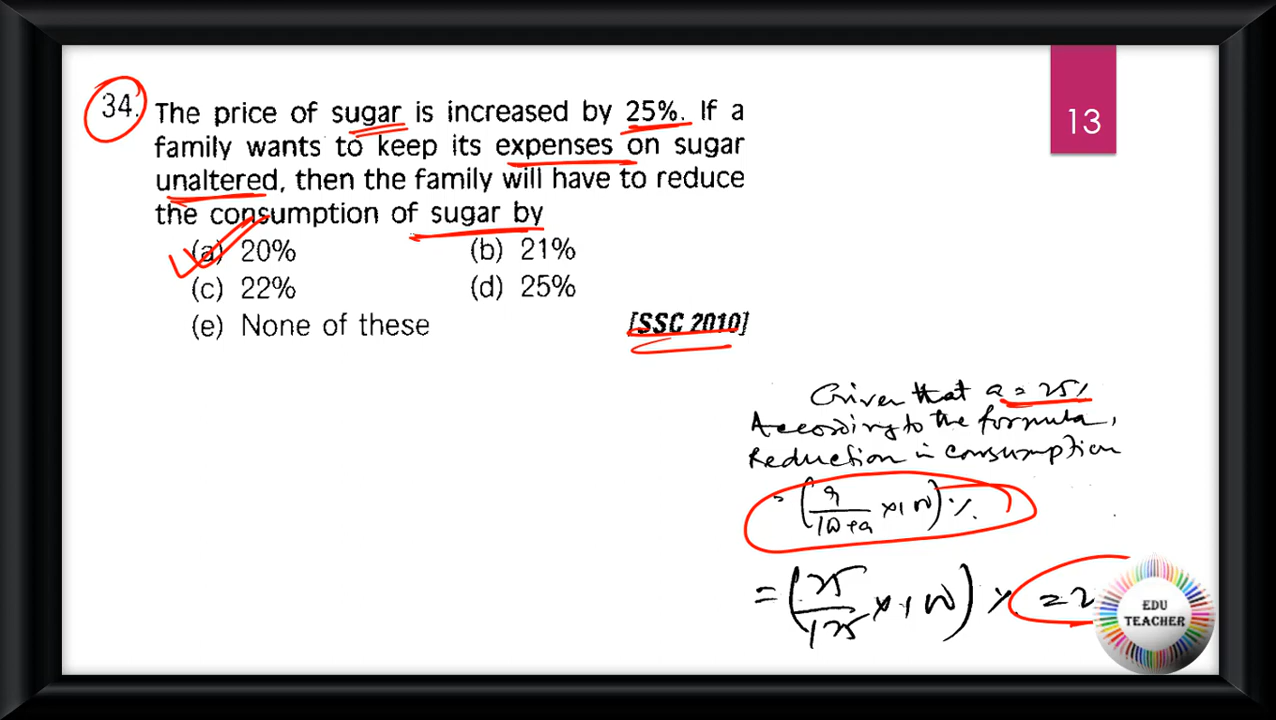 13
34. The price of sugar is increased by 25%. If a
family wants to keep its expenses on sugar
unaltered, then the family will have to reduce
the consumption of sugar by
(a) 20% (b) 21%
(c) 22% (d) 25%
(e) None of these [SSC 2010]
Given that a = 25%
According to the formula,
Reduction in consumption
= (a/100+a × 100) %.
= (25/125 × 100) % = 2
EDU
TEACHER